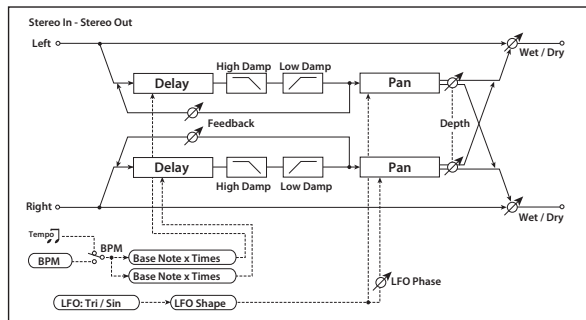 Stereo In - Stereo Out
Left
Wet / Dry
High Damp
Low Damp
Delay
Pan
Feedback
Depth
Delay
Pan
High Damp
Low Damp
Right
Wet / Dry
Tempo
BPM
BPM
Base Note x Times
Base Note x Times
LFO Phase
LFO: Tri / Sin
LFO Shape